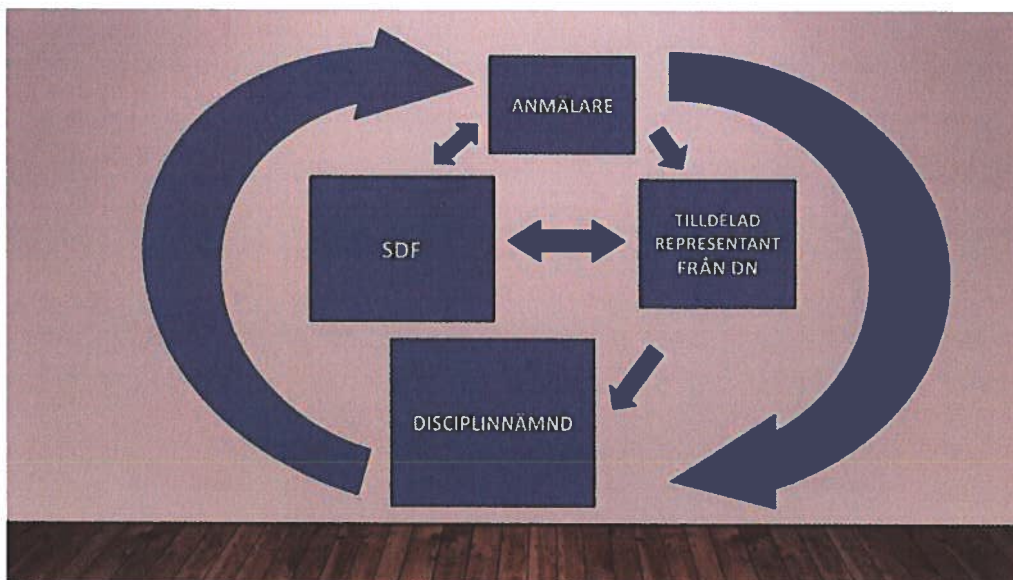 ANMÄLARE
SDF
TILLDELAD
REPRESENTANT
FRÅN DN
DISCIPLINNÄMND